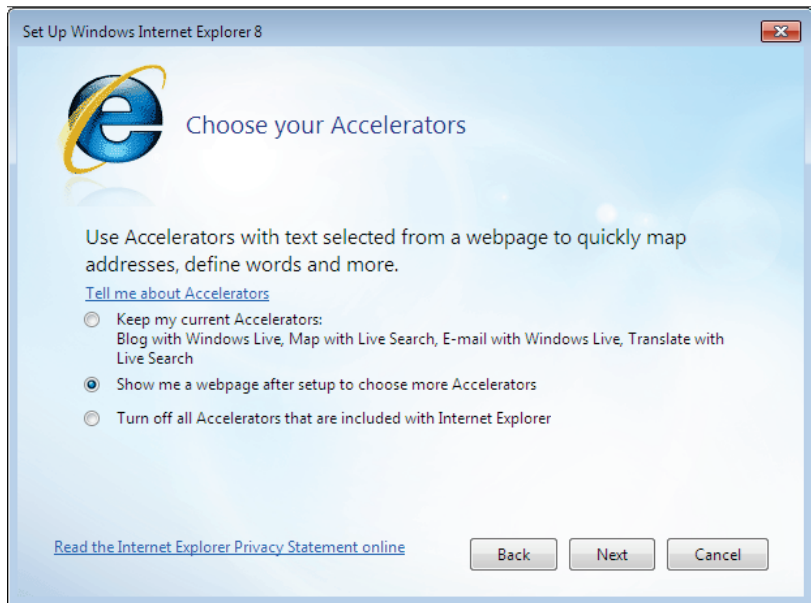 Set Up Windows Internet Explorer 8
Choose your Accelerators
Use Accelerators with text selected from a webpage to quickly map
addresses, define words and more.
Tell me about Accelerators
Keep my current Accelerators:
Blog with Windows Live, Map with Live Search, E-mail with Windows Live, Translate with
Live Search
Show me a webpage after setup to choose more Accelerators
Turn off all Accelerators that are included with Internet Explorer
Read the Internet Explorer Privacy Statement online
Back
Next
Cancel